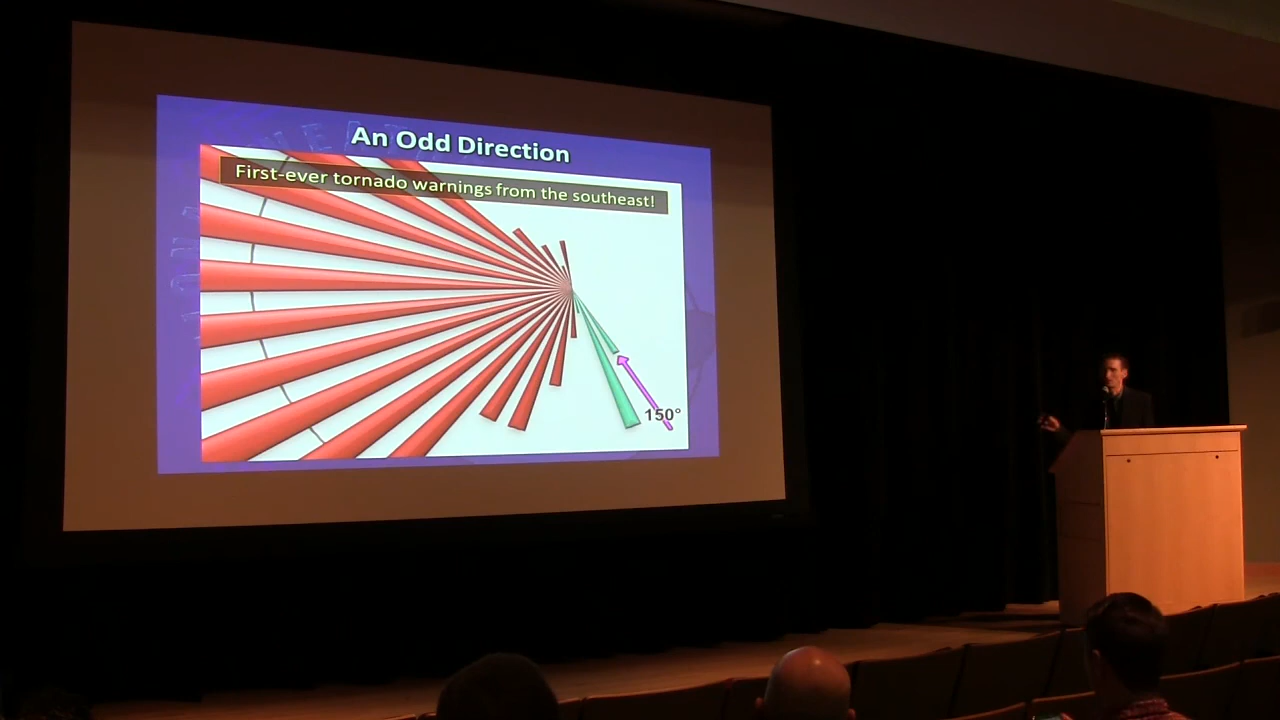 An Odd Direction
First-ever tornado warnings from the southeast!
150°